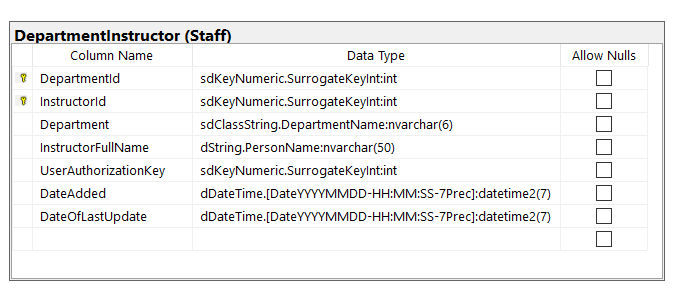 DepartmentInstructor (Staff)
Column Name Data Type Allow Nulls
DepartmentId sdKeyNumeric.SurrogateKeyInt:int
InstructorId sdKeyNumeric.SurrogateKeyInt:int
Department sdClassString.DepartmentName:nvarchar(6)
InstructorFullName dString.PersonName:nvarchar(50)
UserAuthorizationKey sdKeyNumeric.SurrogateKeyInt:int
DateAdded dDateTime.[DateYYYYMMDD-HH:MM:SS-7Prec]:datetime2(7)
DateOfLastUpdate dDateTime.[DateYYYYMMDD-HH:MM:SS-7Prec]:datetime2(7)